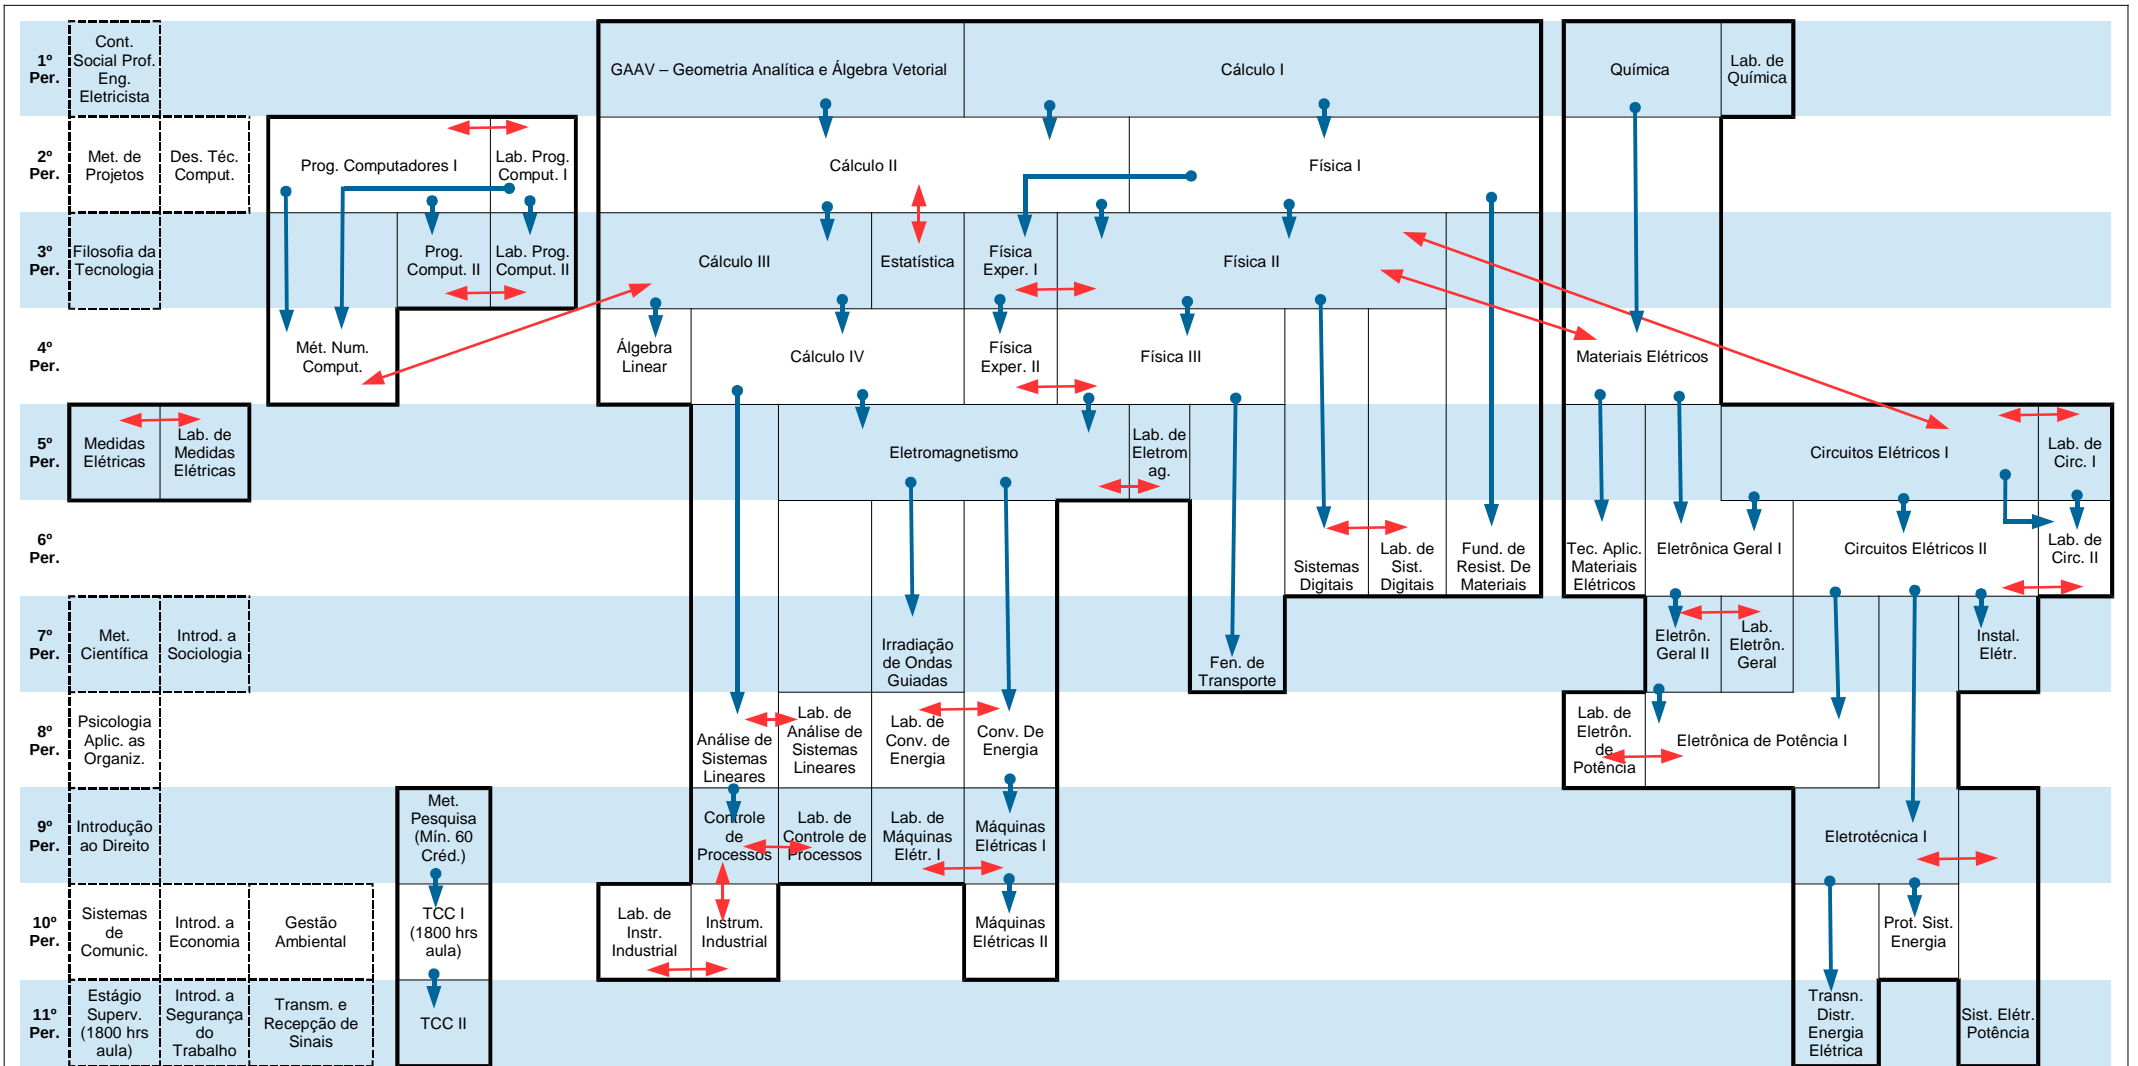 1º
Per.
Cont.
Social Prof.
Eng.
Eletricista
GAAV – Geometria Analítica e Álgebra Vetorial
Cálculo I
Química
Lab. de
Química
2º
Per.
Met. de
Projetos
Des. Téc.
Comput.
Prog. Computadores I
Lab. Prog.
Comput. I
Cálculo II
Física I
3º
Per.
Filosofia da
Tecnologia
Prog.
Comput. II
Lab. Prog.
Comput. II
Cálculo III
Estatística
Física
Exper. I
Física II
4º
Per.
Mét. Num.
Comput.
Álgebra
Linear
Cálculo IV
Física
Exper. II
Física III
Materiais Elétricos
5º
Per.
Medidas
Elétricas
Lab. de
Medidas
Elétricas
Eletromagnetismo
Lab. de
Eletrom
ag.
Circuitos Elétricos I
Lab. de
Circ. I
6º
Per.
Sistemas
Digitais
Lab. de
Sist.
Digitais
Fund. de
Resist. De
Materiais
Tec. Aplic.
Materiais
Elétricos
Eletrônica Geral I
Circuitos Elétricos II
Lab. de
Circ. II
7º
Per.
Met.
Científica
Introd. a
Sociologia
Irradiação
de Ondas
Guiadas
Fen. de
Transporte
Eletrôn.
Geral II
Lab.
Eletrôn.
Geral
Instal.
Elétr.
8º
Per.
Psicologia
Aplic. as
Organiz.
Análise de
Sistemas
Lineares
Lab. de
Análise de
Sistemas
Lineares
Lab. de
Conv. de
Energia
Conv. De
Energia
Lab. de
Eletrôn.
de
Potência
Eletrônica de Potência I
9º
Per.
Introdução
ao Direito
Met.
Pesquisa
(Mín. 60
Créd.)
Controle
de
Processos
Lab. de
Controle de
Processos
Lab. de
Máquinas
Elétr. I
Máquinas
Elétricas I
Eletrotécnica I
10º
Per.
Sistemas
de
Comunic.
Introd. a
Economia
Gestão
Ambiental
TCC I
(1800 hrs
aula)
Lab. de
Instr.
Industrial
Instrum.
Industrial
Máquinas
Elétricas II
Prot. Sist.
Energia
11º
Per.
Estágio
Superv.
(1800 hrs
aula)
Introd. a
Segurança
do
Trabalho
Transm. e
Recepção de
Sinais
TCC II
Transn.
Distr.
Energia
Elétrica
Sist. Elétr.
Potência